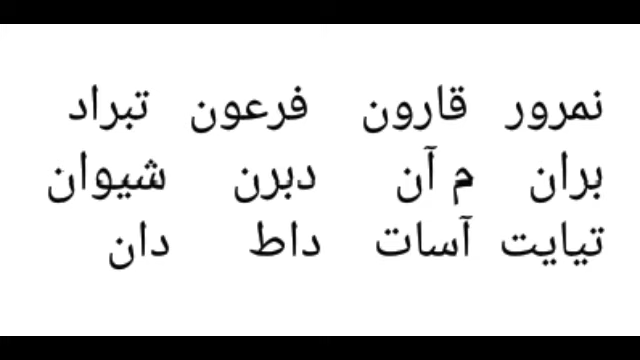 نمرور قارون فرعون تبراد
بران م آن دبرن شیوان
تیایت آسات داط دان